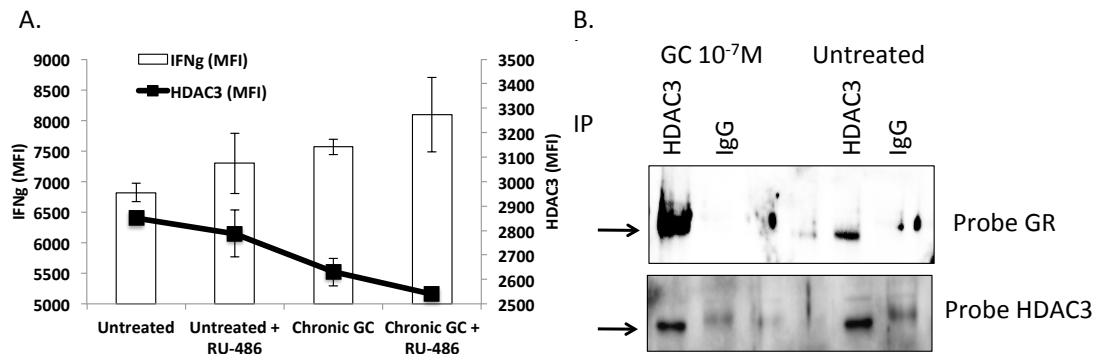 A.
IFNg (MFI)
HDAC3 (MFI)
IFNg (MFI)
9000
8500
8000
7500
7000
6500
6000
5500
5000
3500
3400
3300
3200
3100
3000
2900
2800
2700
2600
2500
HDAC3 (MFI)
Untreated
Untreated +
RU-486
Chronic GC
Chronic GC +
RU-486
B.
GC 10⁻⁷M
Untreated
IP
HDAC3
IgG
HDAC3
IgG
Probe GR
Probe HDAC3